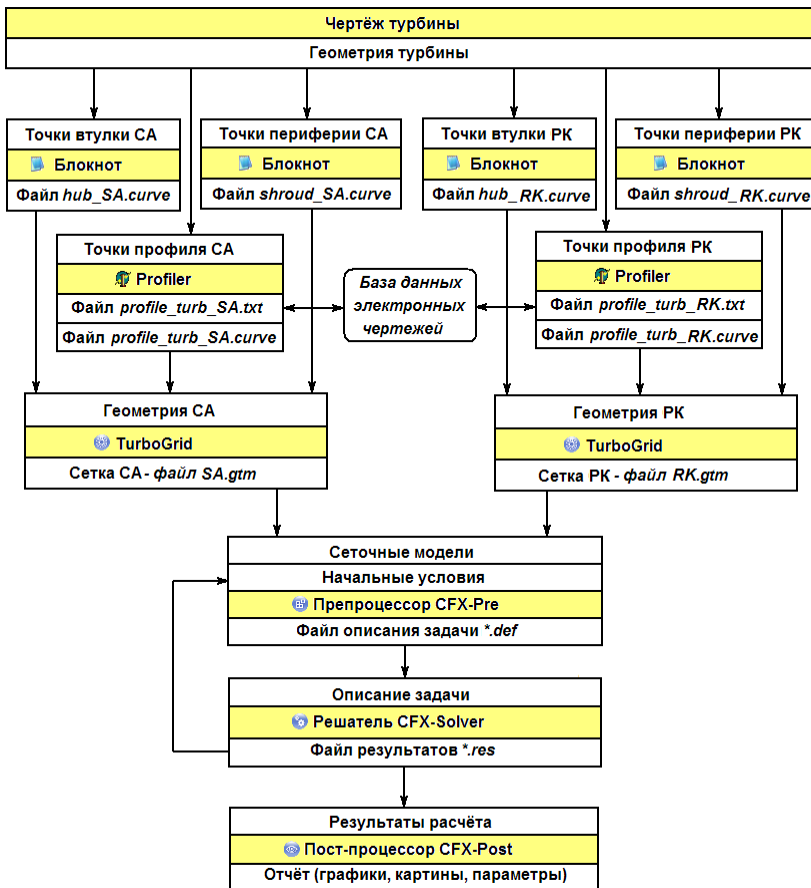 Чертёж турбины
Геометрия турбины
Точки втулки СА
Блокнот
Файл hub_SA.curve
Точки периферии СА
Блокнот
Файл shroud_SA.curve
Точки втулки РК
Блокнот
Файл hub_RK.curve
Точки периферии РК
Блокнот
Файл shroud_RK.curve
Точки профиля СА
Profiler
Файл profile_turb_SA.txt
Файл profile_turb_SA.curve
База данных
электронных
чертежей
Точки профиля РК
Profiler
Файл profile_turb_RK.txt
Файл profile_turb_RK.curve
Геометрия СА
TurboGrid
Сетка СА - файл SA.gtm
Геометрия РК
TurboGrid
Сетка РК - файл RK.gtm
Сеточные модели
Начальные условия
Препроцессор CFX-Pre
Файл описания задачи *.def
Описание задачи
Решатель CFX-Solver
Файл результатов *.res
Результаты расчёта
Пост-процессор CFX-Post
Отчёт (графики, картины, параметры)